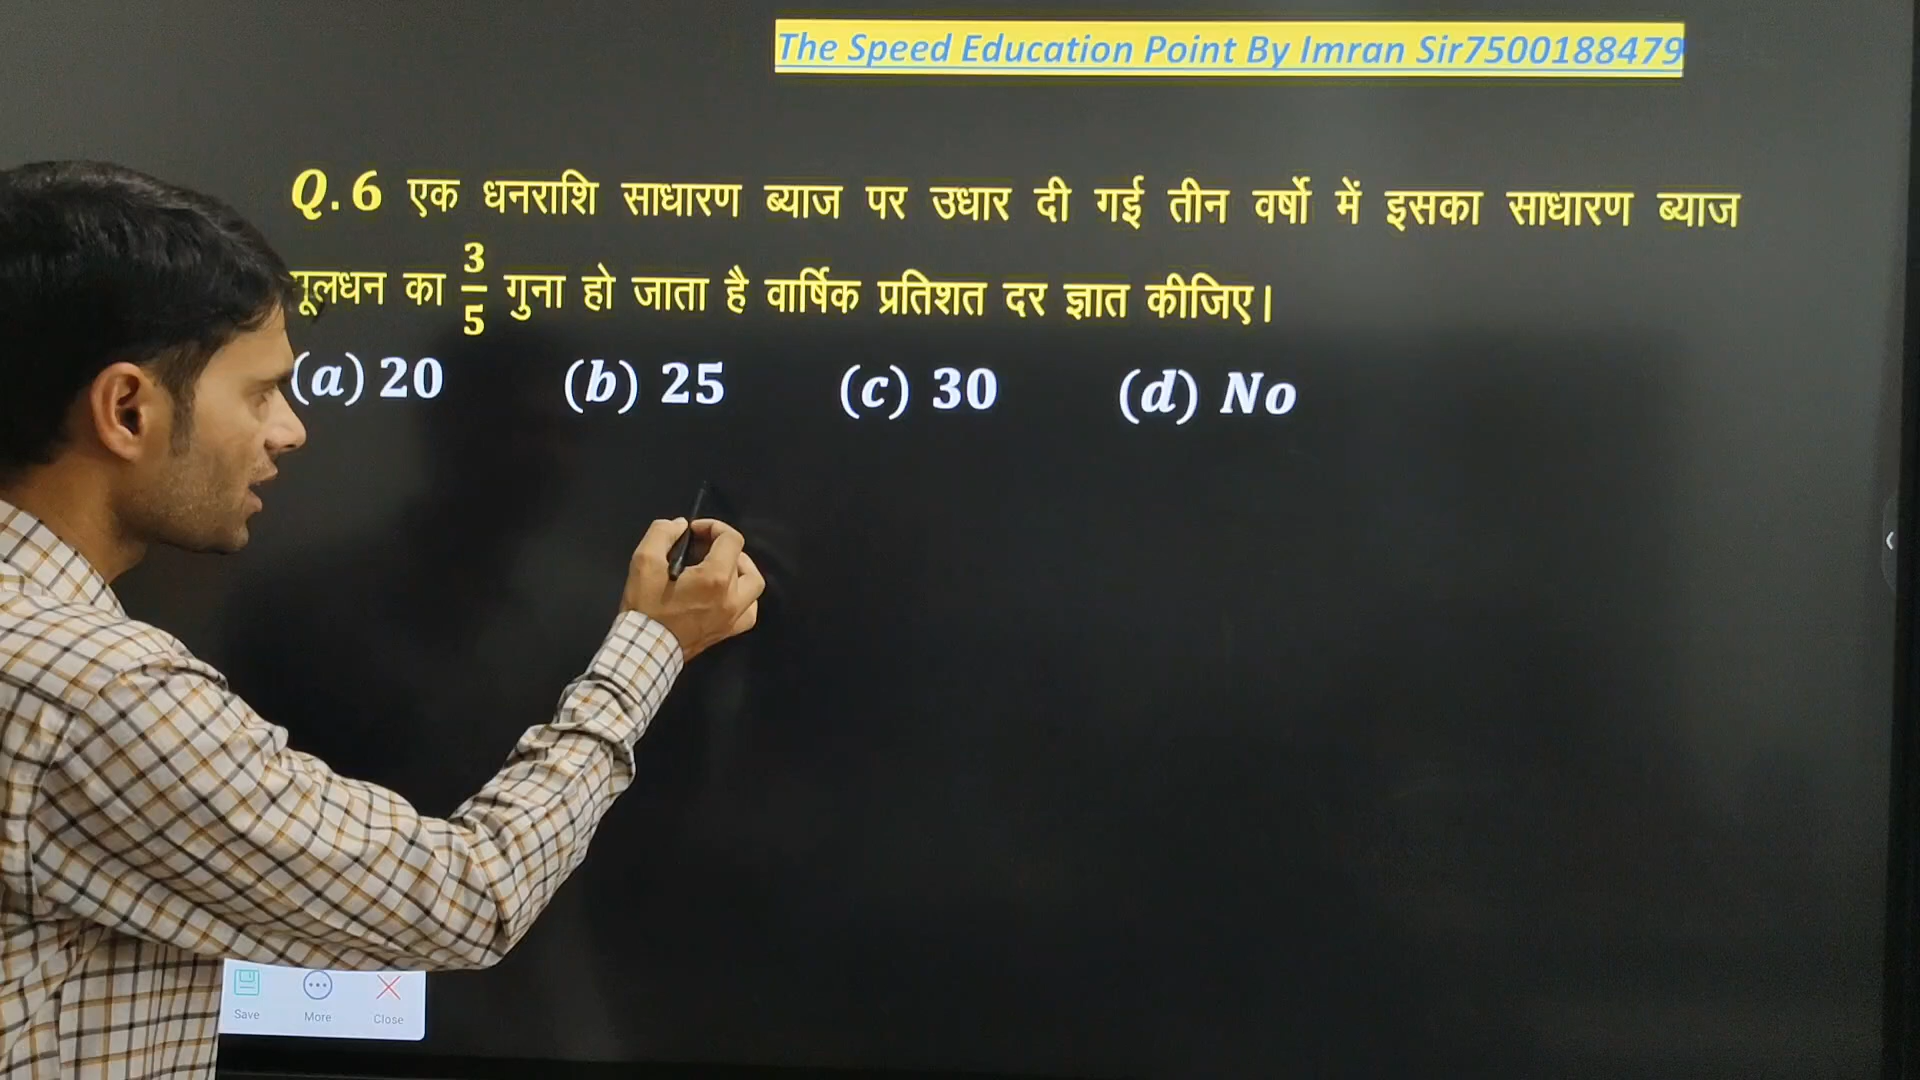 The Speed Education Point By Imran Sir7500188479
Q.6 एक धनराशि साधारण ब्याज पर उधार दी गई तीन वर्षो में इसका साधारण ब्याज
मूलधन का 3/5 गुना हो जाता है वार्षिक प्रतिशत दर ज्ञात कीजिए।
(a) 20 (b) 25 (c) 30 (d) No
Save More Close